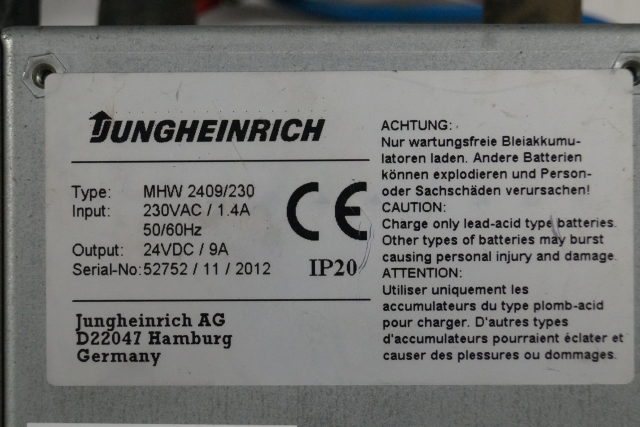 JUNGHEINRICH
Type: MHW 2409/230
Input: 230VAC / 1.4A
50/60Hz
Output: 24VDC / 9A
Serial-No: 52752 / 11 / 2012
CE
IP20
Jungheinrich AG
D22047 Hamburg
Germany
ACHTUNG:
Nur wartungsfreie Bleiakkumu-
latoren laden. Andere Batterien
können explodieren und Person-
oder Sachschäden verursachen!
CAUTION:
Charge only lead-acid type batteries.
Other types of batteries may burst
causing personal injury and damage.
ATTENTION:
Utiliser uniquement les
accumulateurs du type plomb-acid
pour charger. D'autres types
d'accumulateurs pourraient éclater et
causer des plessures ou dommages.